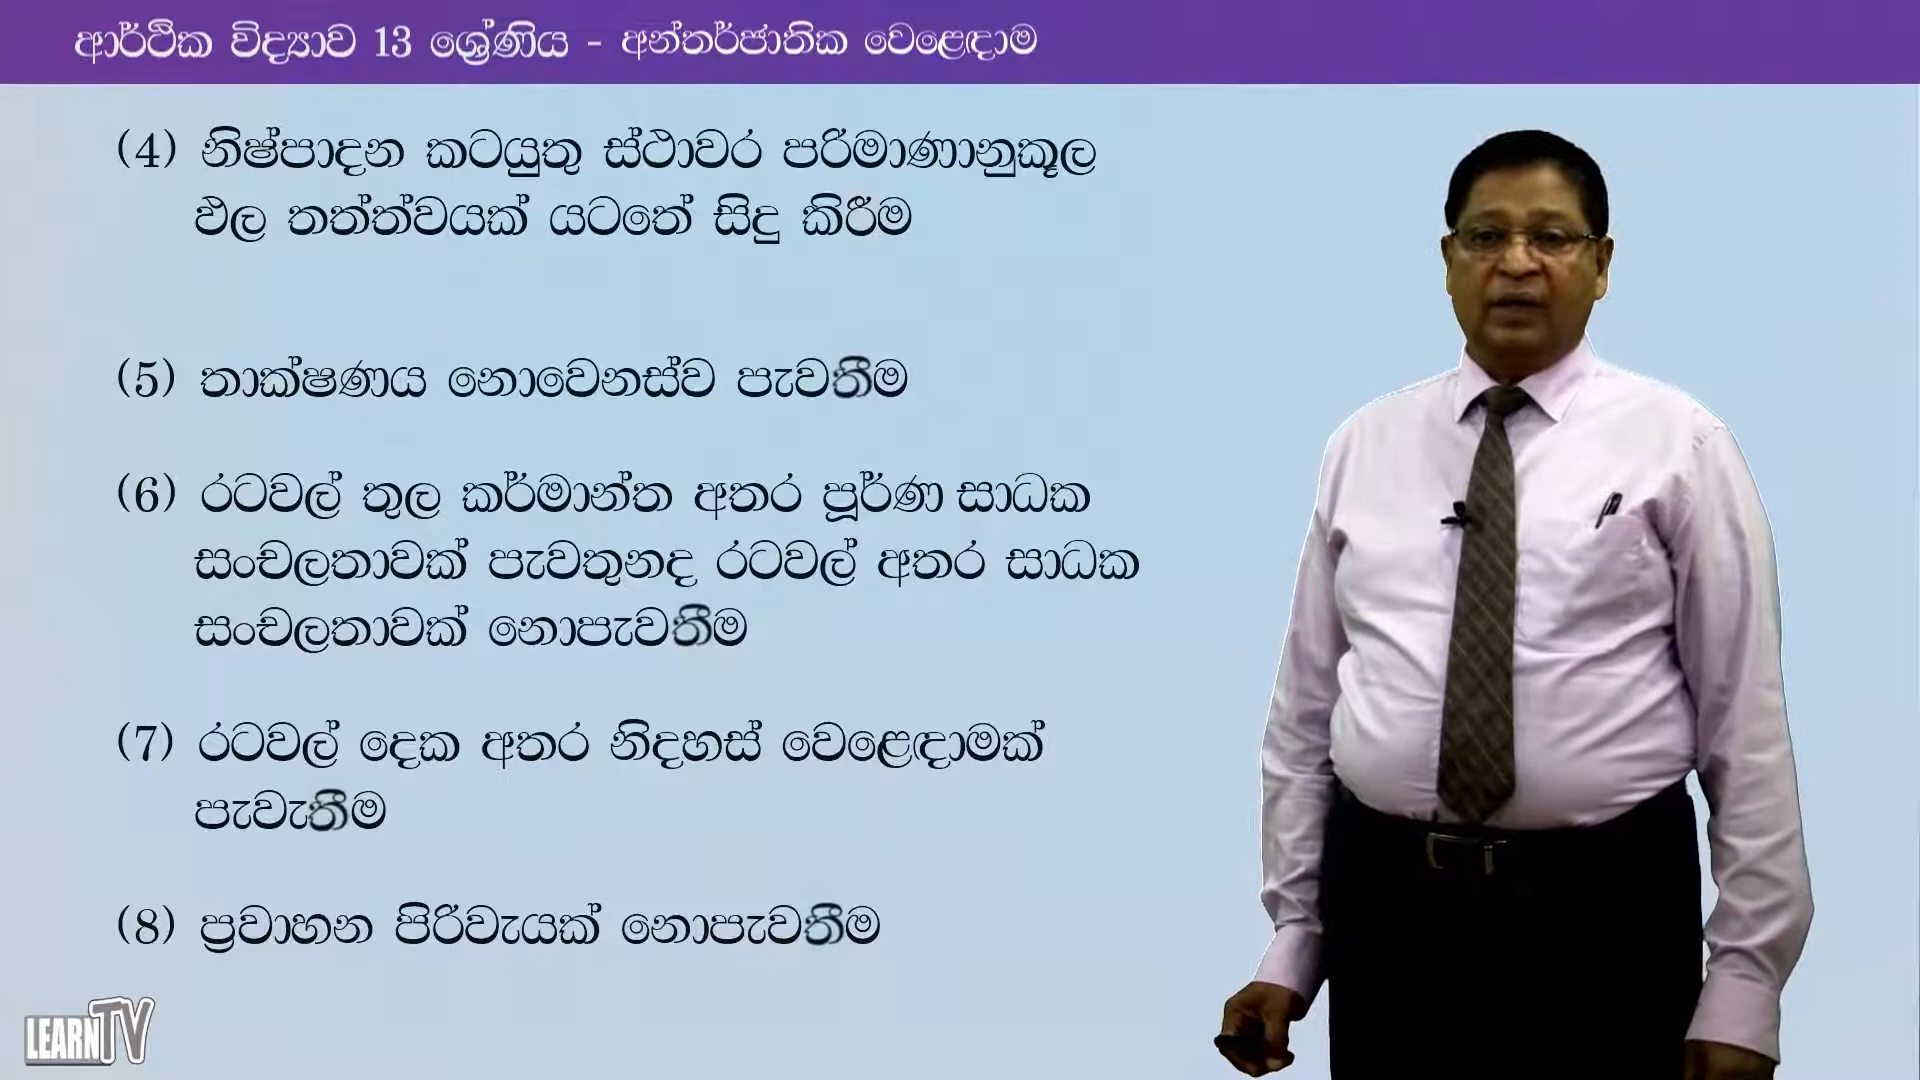 ආර්ථික විද්‍යාව 13 ශ්‍රේණිය - අන්තර්ජාතික වෙළෙඳාම
(4) නිෂ්පාදන කටයුතු ස්ථාවර පරිමාණානුකූල
ඵල තත්ත්වයක් යටතේ සිදු කිරීම
(5) තාක්ෂණය නොවෙනස්ව පැවතීම
(6) රටවල් තුල කර්මාන්ත අතර පූර්ණ සාධක
සංචලතාවක් පැවතුනද රටවල් අතර සාධක
සංචලතාවක් නොපැවතීම
(7) රටවල් දෙක අතර නිදහස් වෙළෙඳාමක්
පැවැතීම
(8) ප්‍රවාහන පිරිවැයක් නොපැවතීම
LEARN TV